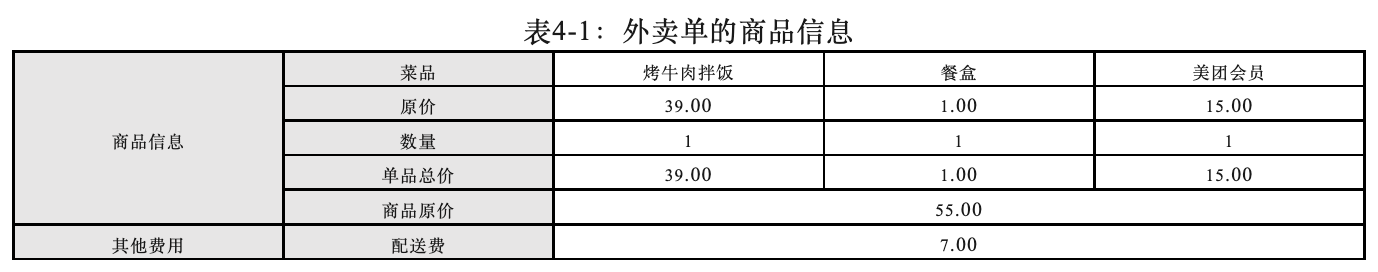 表4-1：外卖单的商品信息
菜品 烤牛肉拌饭 餐盒 美团会员
原价 39.00 1.00 15.00
商品信息 数量 1 1 1
单品总价 39.00 1.00 15.00
商品原价 55.00
其他费用 配送费 7.00